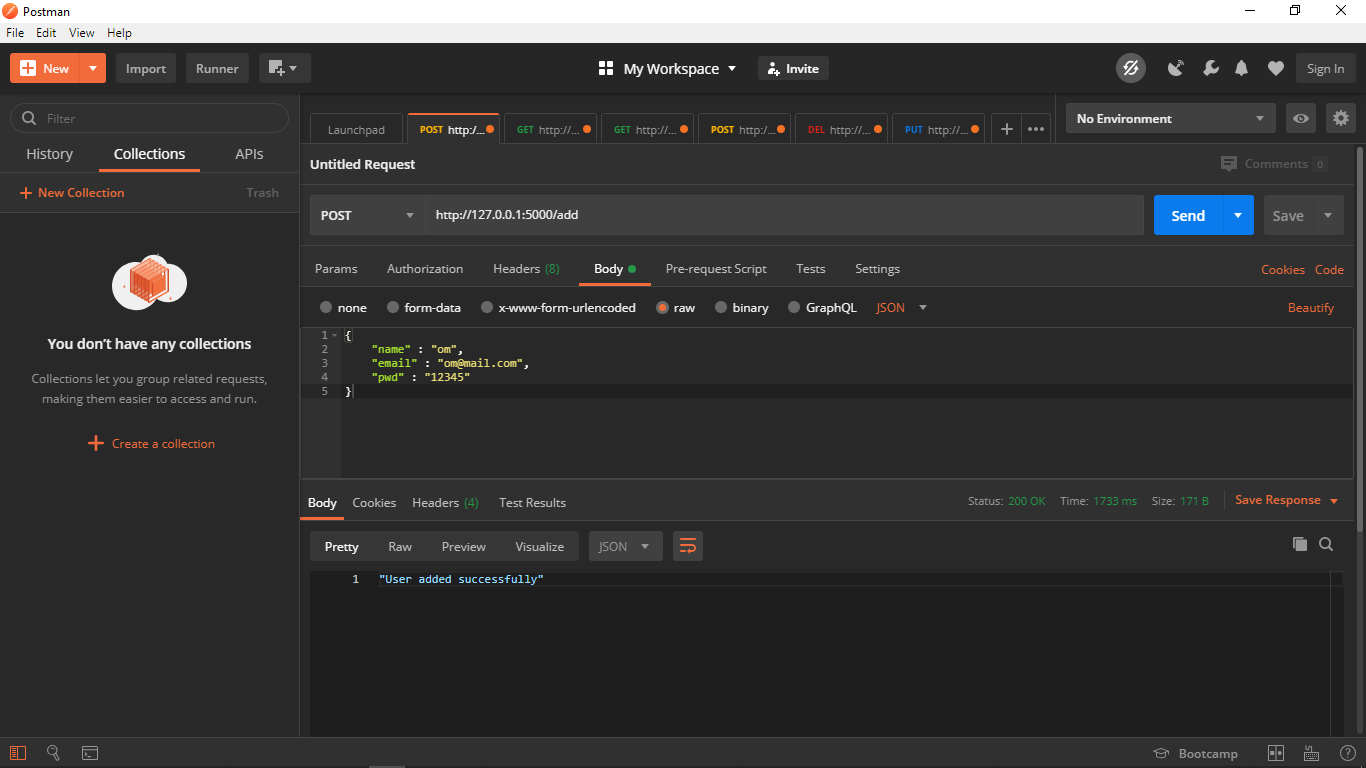 Postman
File Edit View Help
New Import Runner My Workspace Invite Sign In
Filter
History Collections APIs
New Collection Trash
You don't have any collections
Collections let you group related requests,
making them easier to access and run.
Create a collection
Launchpad POST http:/... GET http://... GET http://... POST http:/... DEL http://... PUT http://... No Environment
Untitled Request Comments 0
POST http://127.0.0.1:5000/add Send Save
Params Authorization Headers (8) Body Pre-request Script Tests Settings Cookies Code
none form-data x-www-form-urlencoded raw binary GraphQL JSON Beautify
1 {
2 "name" : "om",
3 "email" : "om@mail.com",
4 "pwd" : "12345"
5 }
Body Cookies Headers (4) Test Results Status: 200 OK Time: 1733 ms Size: 171 B Save Response
Pretty Raw Preview Visualize JSON
1 "User added successfully"
Bootcamp